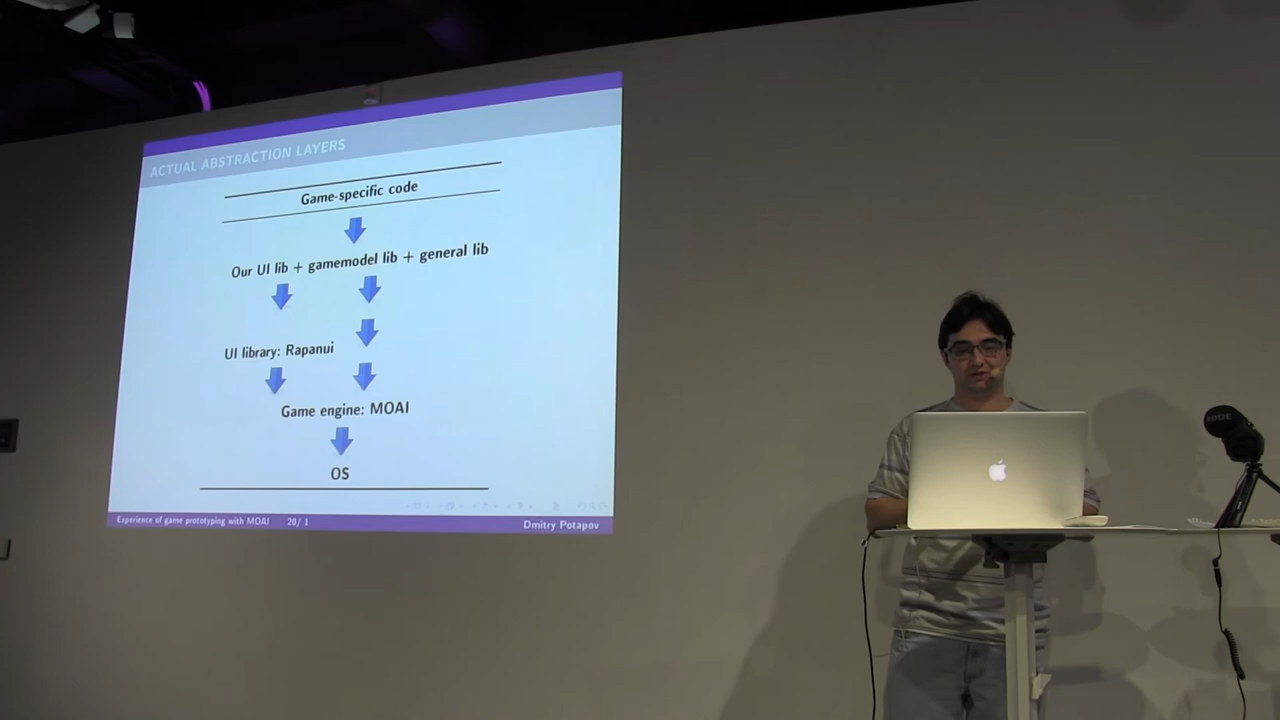 ACTUAL ABSTRACTION LAYERS
Game-specific code
Our UI lib + gamemodel lib + general lib
UI library: Rapanui
Game engine: MOAI
OS
Experience of game prototyping with MOAI 20/ 1 Dmitry Potapov
RØDE